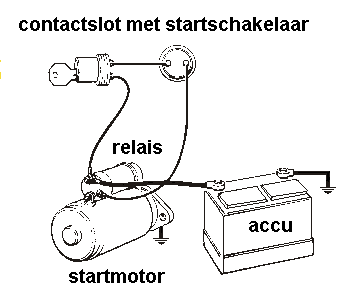 contactslot met startschakelaar
relais
accu
startmotor